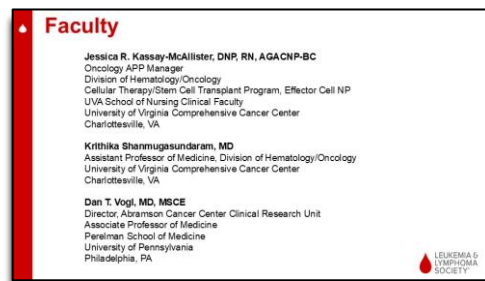 Faculty
Jessica R. Kassay-McAllister, DNP, RN, AGACNP-BC
Oncology APP Manager
Division of Hematology/Oncology
Cellular Therapy/Stem Cell Transplant Program, Effector Cell NP
UVA School of Nursing Clinical Faculty
University of Virginia Comprehensive Cancer Center
Charlottesville, VA
Krithika Shanmugasundaram, MD
Assistant Professor of Medicine, Division of Hematology/Oncology
University of Virginia Comprehensive Cancer Center
Charlottesville, VA
Dan T. Vogl, MD, MSCE
Director, Abramson Cancer Center Clinical Research Unit
Associate Professor of Medicine
Perelman School of Medicine
University of Pennsylvania
Philadelphia, PA
LEUKEMIA &
LYMPHOMA
SOCIETY